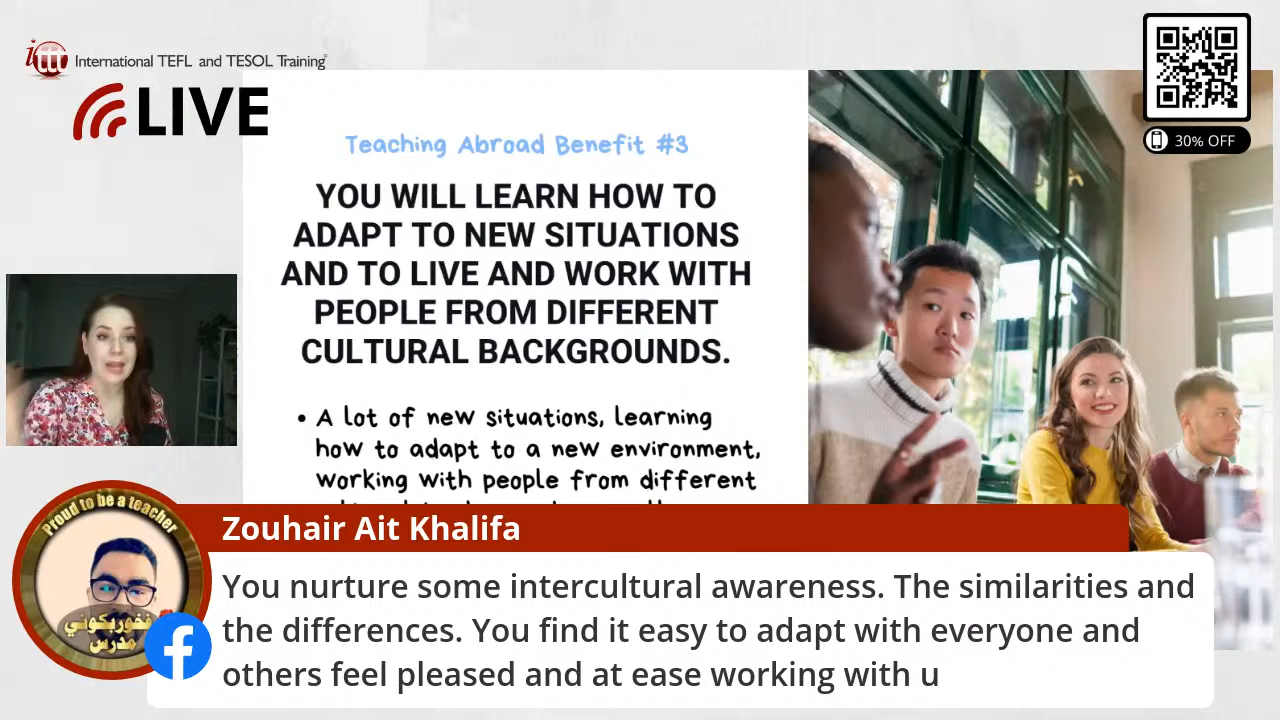 ittt International TEFL and TESOL Training
LIVE
30% OFF
Teaching Abroad Benefit #3
YOU WILL LEARN HOW TO
ADAPT TO NEW SITUATIONS
AND TO LIVE AND WORK WITH
PEOPLE FROM DIFFERENT
CULTURAL BACKGROUNDS.
• A lot of new situations, learning
how to adapt to a new environment,
working with people from different
Proud to be a teacher
فخور بكوني
مدرس
Zouhair Ait Khalifa
You nurture some intercultural awareness. The similarities and
the differences. You find it easy to adapt with everyone and
others feel pleased and at ease working with u